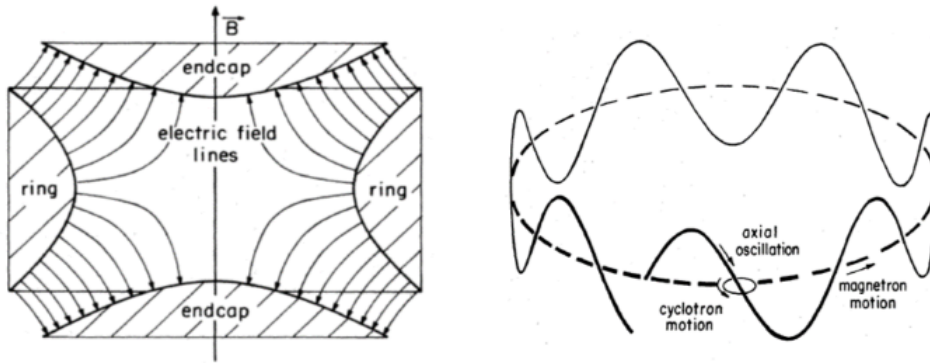 B
endcap
electric field
lines
ring
ring
endcap
axial
oscillation
cyclotron
motion
magnetron
motion